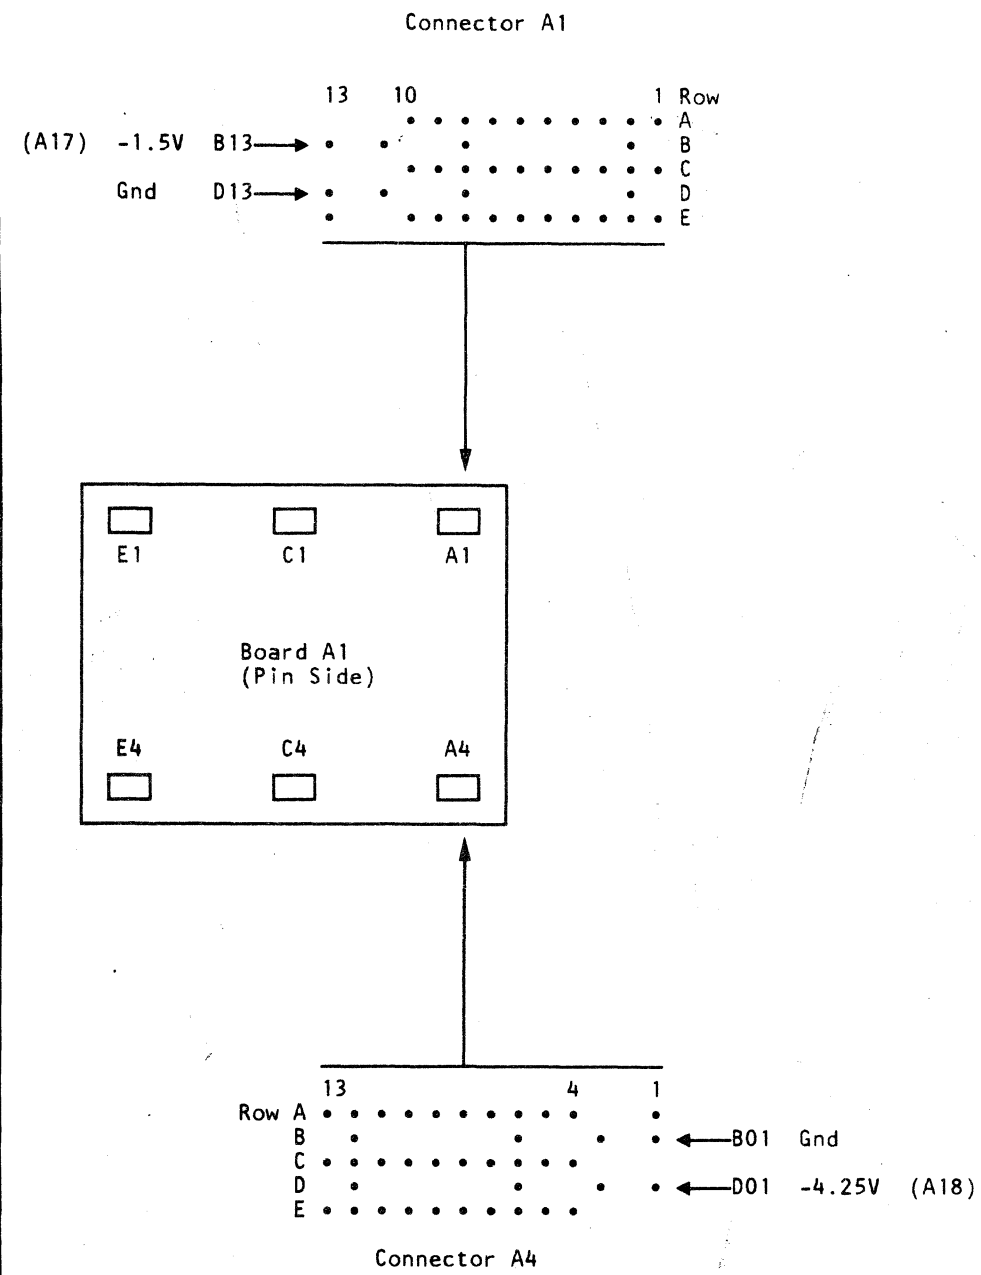 Connector A1
13 10 1 Row
A
(A17) -1.5V B13 B
C
Gnd D13 D
E
E1 C1 A1
Board A1
(Pin Side)
E4 C4 A4
13 4 1
Row A
B B01 Gnd
C
D D01 -4.25V (A18)
E
Connector A4